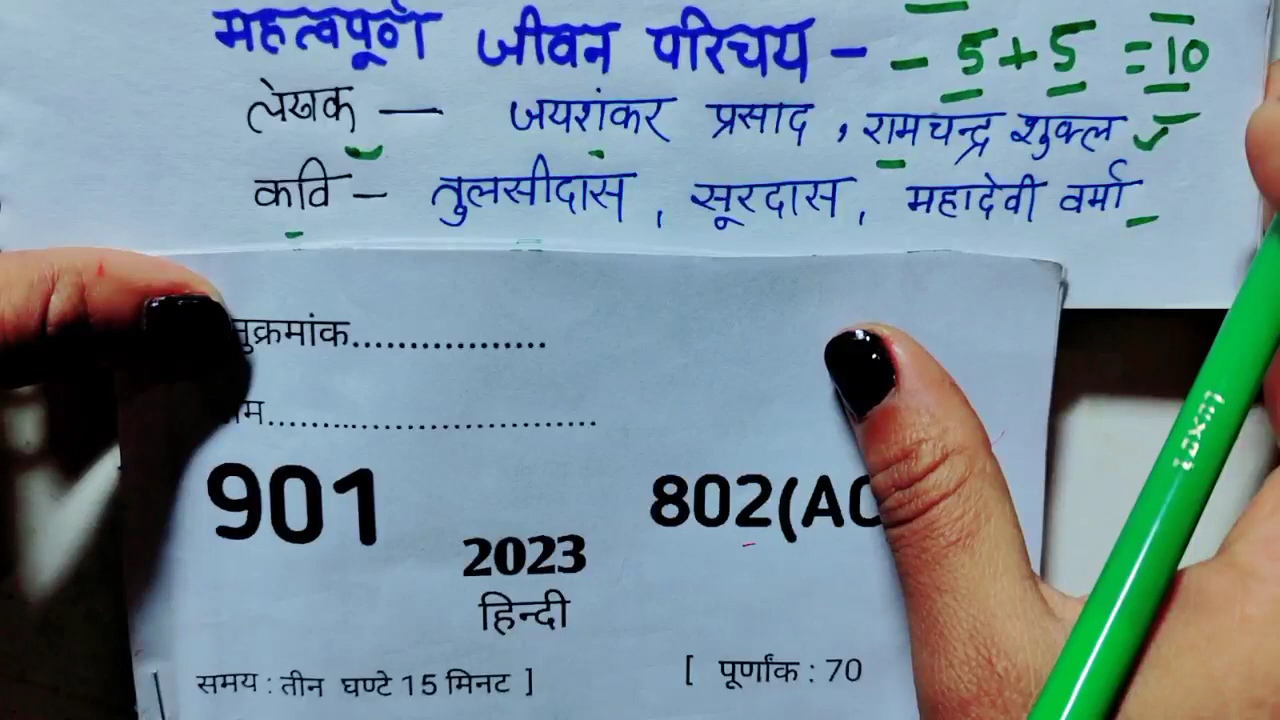 महत्वपूर्ण जीवन परिचय – - 5 + 5 = 10
लेखक — जयशंकर प्रसाद , रामचन्द्र शुक्ल ✓
कवि – तुलसीदास , सूरदास , महादेवी वर्मा
नुक्रमांक.................
म..............................
901 802(AC
2023
हिन्दी
समय : तीन घण्टे 15 मिनट ] [ पूर्णांक : 70
Luxor